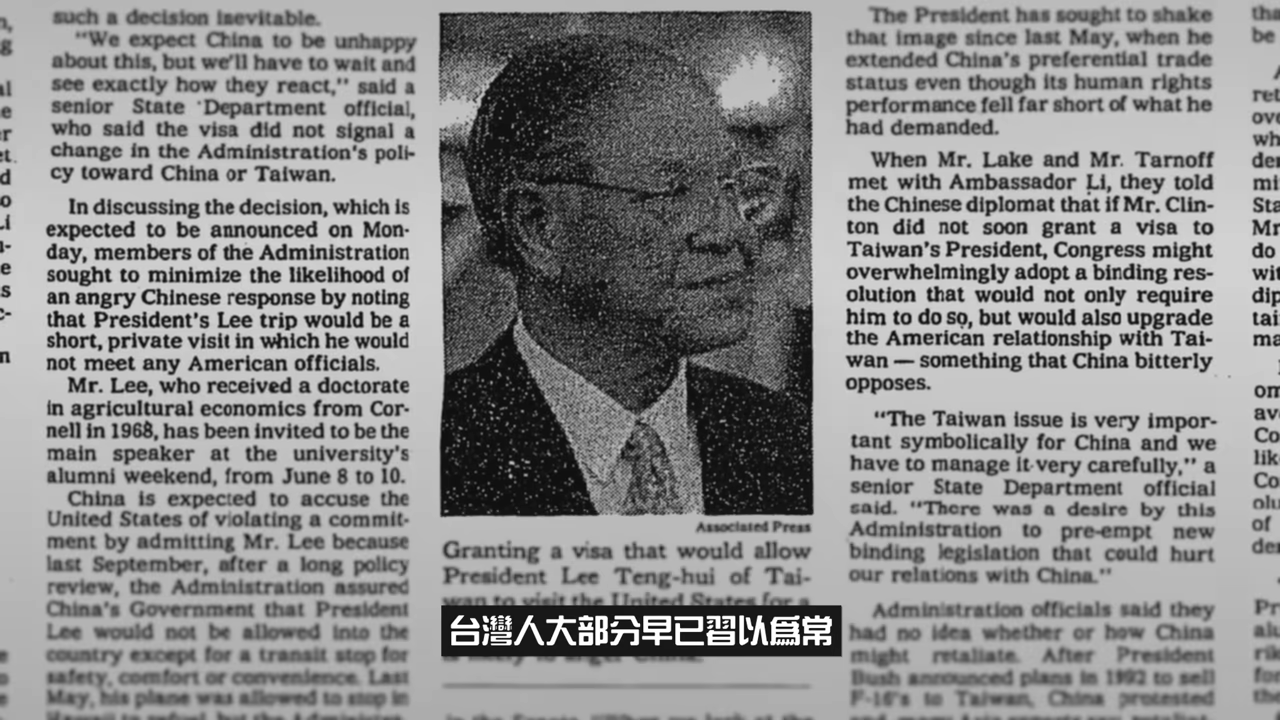 such a decision inevitable.
"We expect China to be unhappy
about this, but we'll have to wait and
see exactly how they react," said a
senior State Department official,
who said the visa did not signal a
change in the Administration's poli-
cy toward China or Taiwan.
In discussing the decision, which is
expected to be announced on Mon-
day, members of the Administration
sought to minimize the likelihood of
an angry Chinese response by noting
that President's Lee trip would be a
short, private visit in which he would
not meet any American officials.
Mr. Lee, who received a doctorate
in agricultural economics from Cor-
nell in 1968, has been invited to be the
main speaker at the university's
alumni weekend, from June 8 to 10.
China is expected to accuse the
United States of violating a commit-
ment by admitting Mr. Lee because
last September, after a long policy
review, the Administration assured
China's Government that President
Lee would not be allowed into the
country except for a transit stop for
safety, comfort or convenience. Last
May, his plane was allowed to stop in
Associated Press
Granting a visa that would allow
President Lee Teng-hui of Tai-
wan to visit the United States for a
台灣人大部分早已習以為常
The President has sought to shake
that image since last May, when he
extended China's preferential trade
status even though its human rights
performance fell far short of what he
had demanded.
When Mr. Lake and Mr. Tarnoff
met with Ambassador Li, they told
the Chinese diplomat that if Mr. Clin-
ton did not soon grant a visa to
Taiwan's President, Congress might
overwhelmingly adopt a binding res-
olution that would not only require
him to do so, but would also upgrade
the American relationship with Tai-
wan — something that China bitterly
opposes.
"The Taiwan issue is very impor-
tant symbolically for China and we
have to manage it very carefully," a
senior State Department official
said. "There was a desire by this
Administration to pre-empt new
binding legislation that could hurt
our relations with China."
Administration officials said they
had no idea whether or how China
might retaliate. After President
Bush announced plans in 1992 to sell
F-16's to Taiwan, China protested